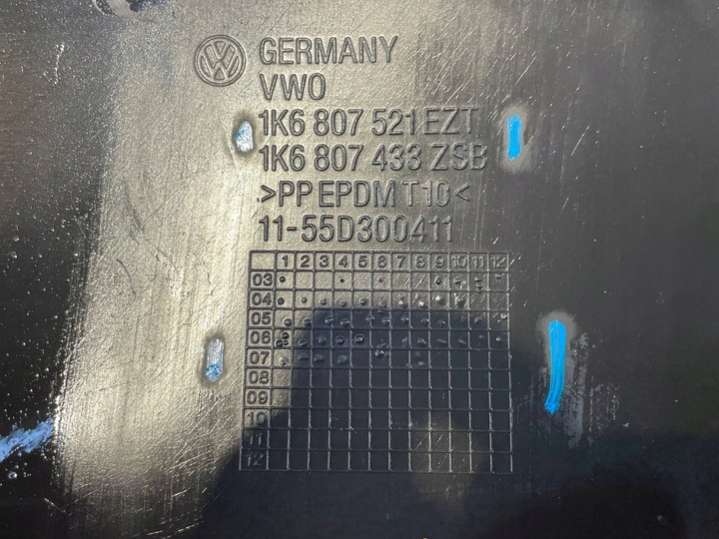 GERMANY
VWO
1K6 807 521 EZT
1K6 807 433 ZSB
>PP EPDM T10<
11-55D300411
1 2 3 4 5 6 7 8 9 10 11 12
03
04
05
06
07
08
09
10
11
12